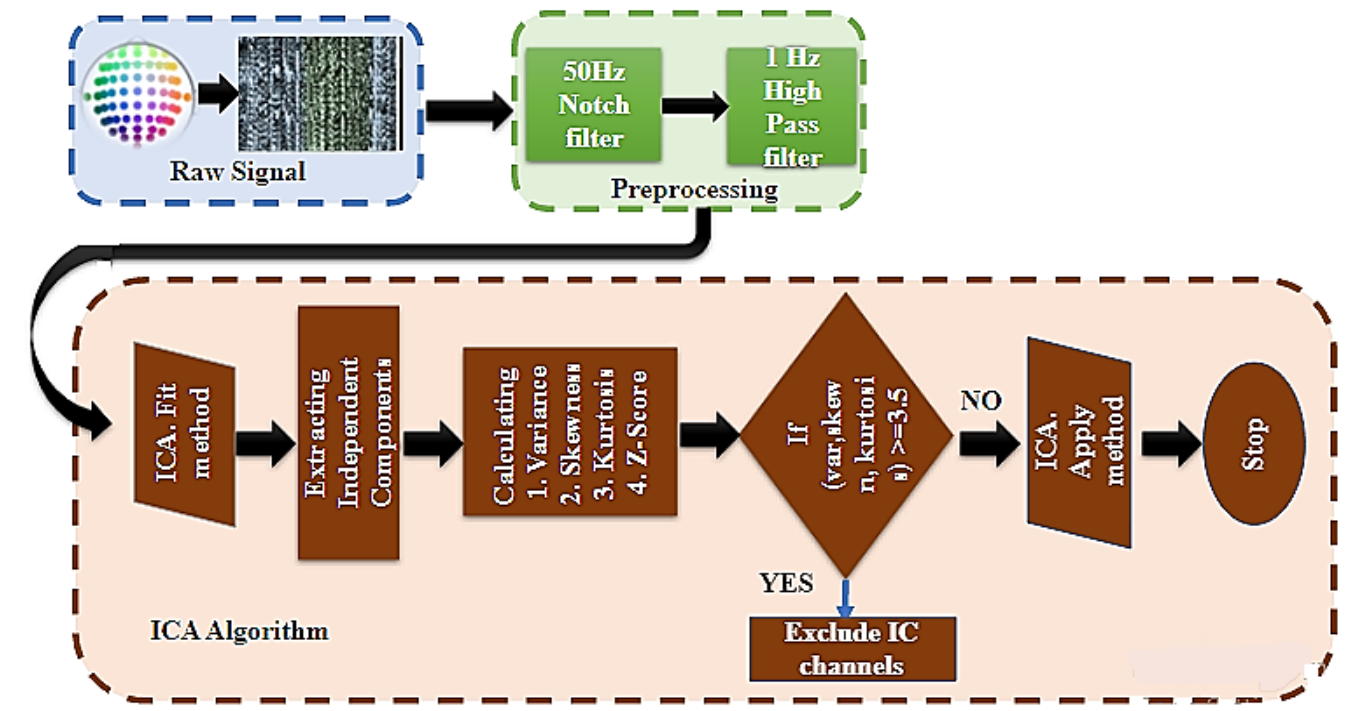 50Hz
Notch
filter
1 Hz
High
Pass
filter
Raw Signal
Preprocessing
ICA. Fit
method
Extracting
Independent
Components
Calculating
1. Variance
2. Skewness
3. Kurtosis
4. Z-Score
If
(var,skew
n, kurtosi
s) >=3.5
NO
YES
Exclude IC
channels
ICA.
Apply
method
Stop
ICA Algorithm